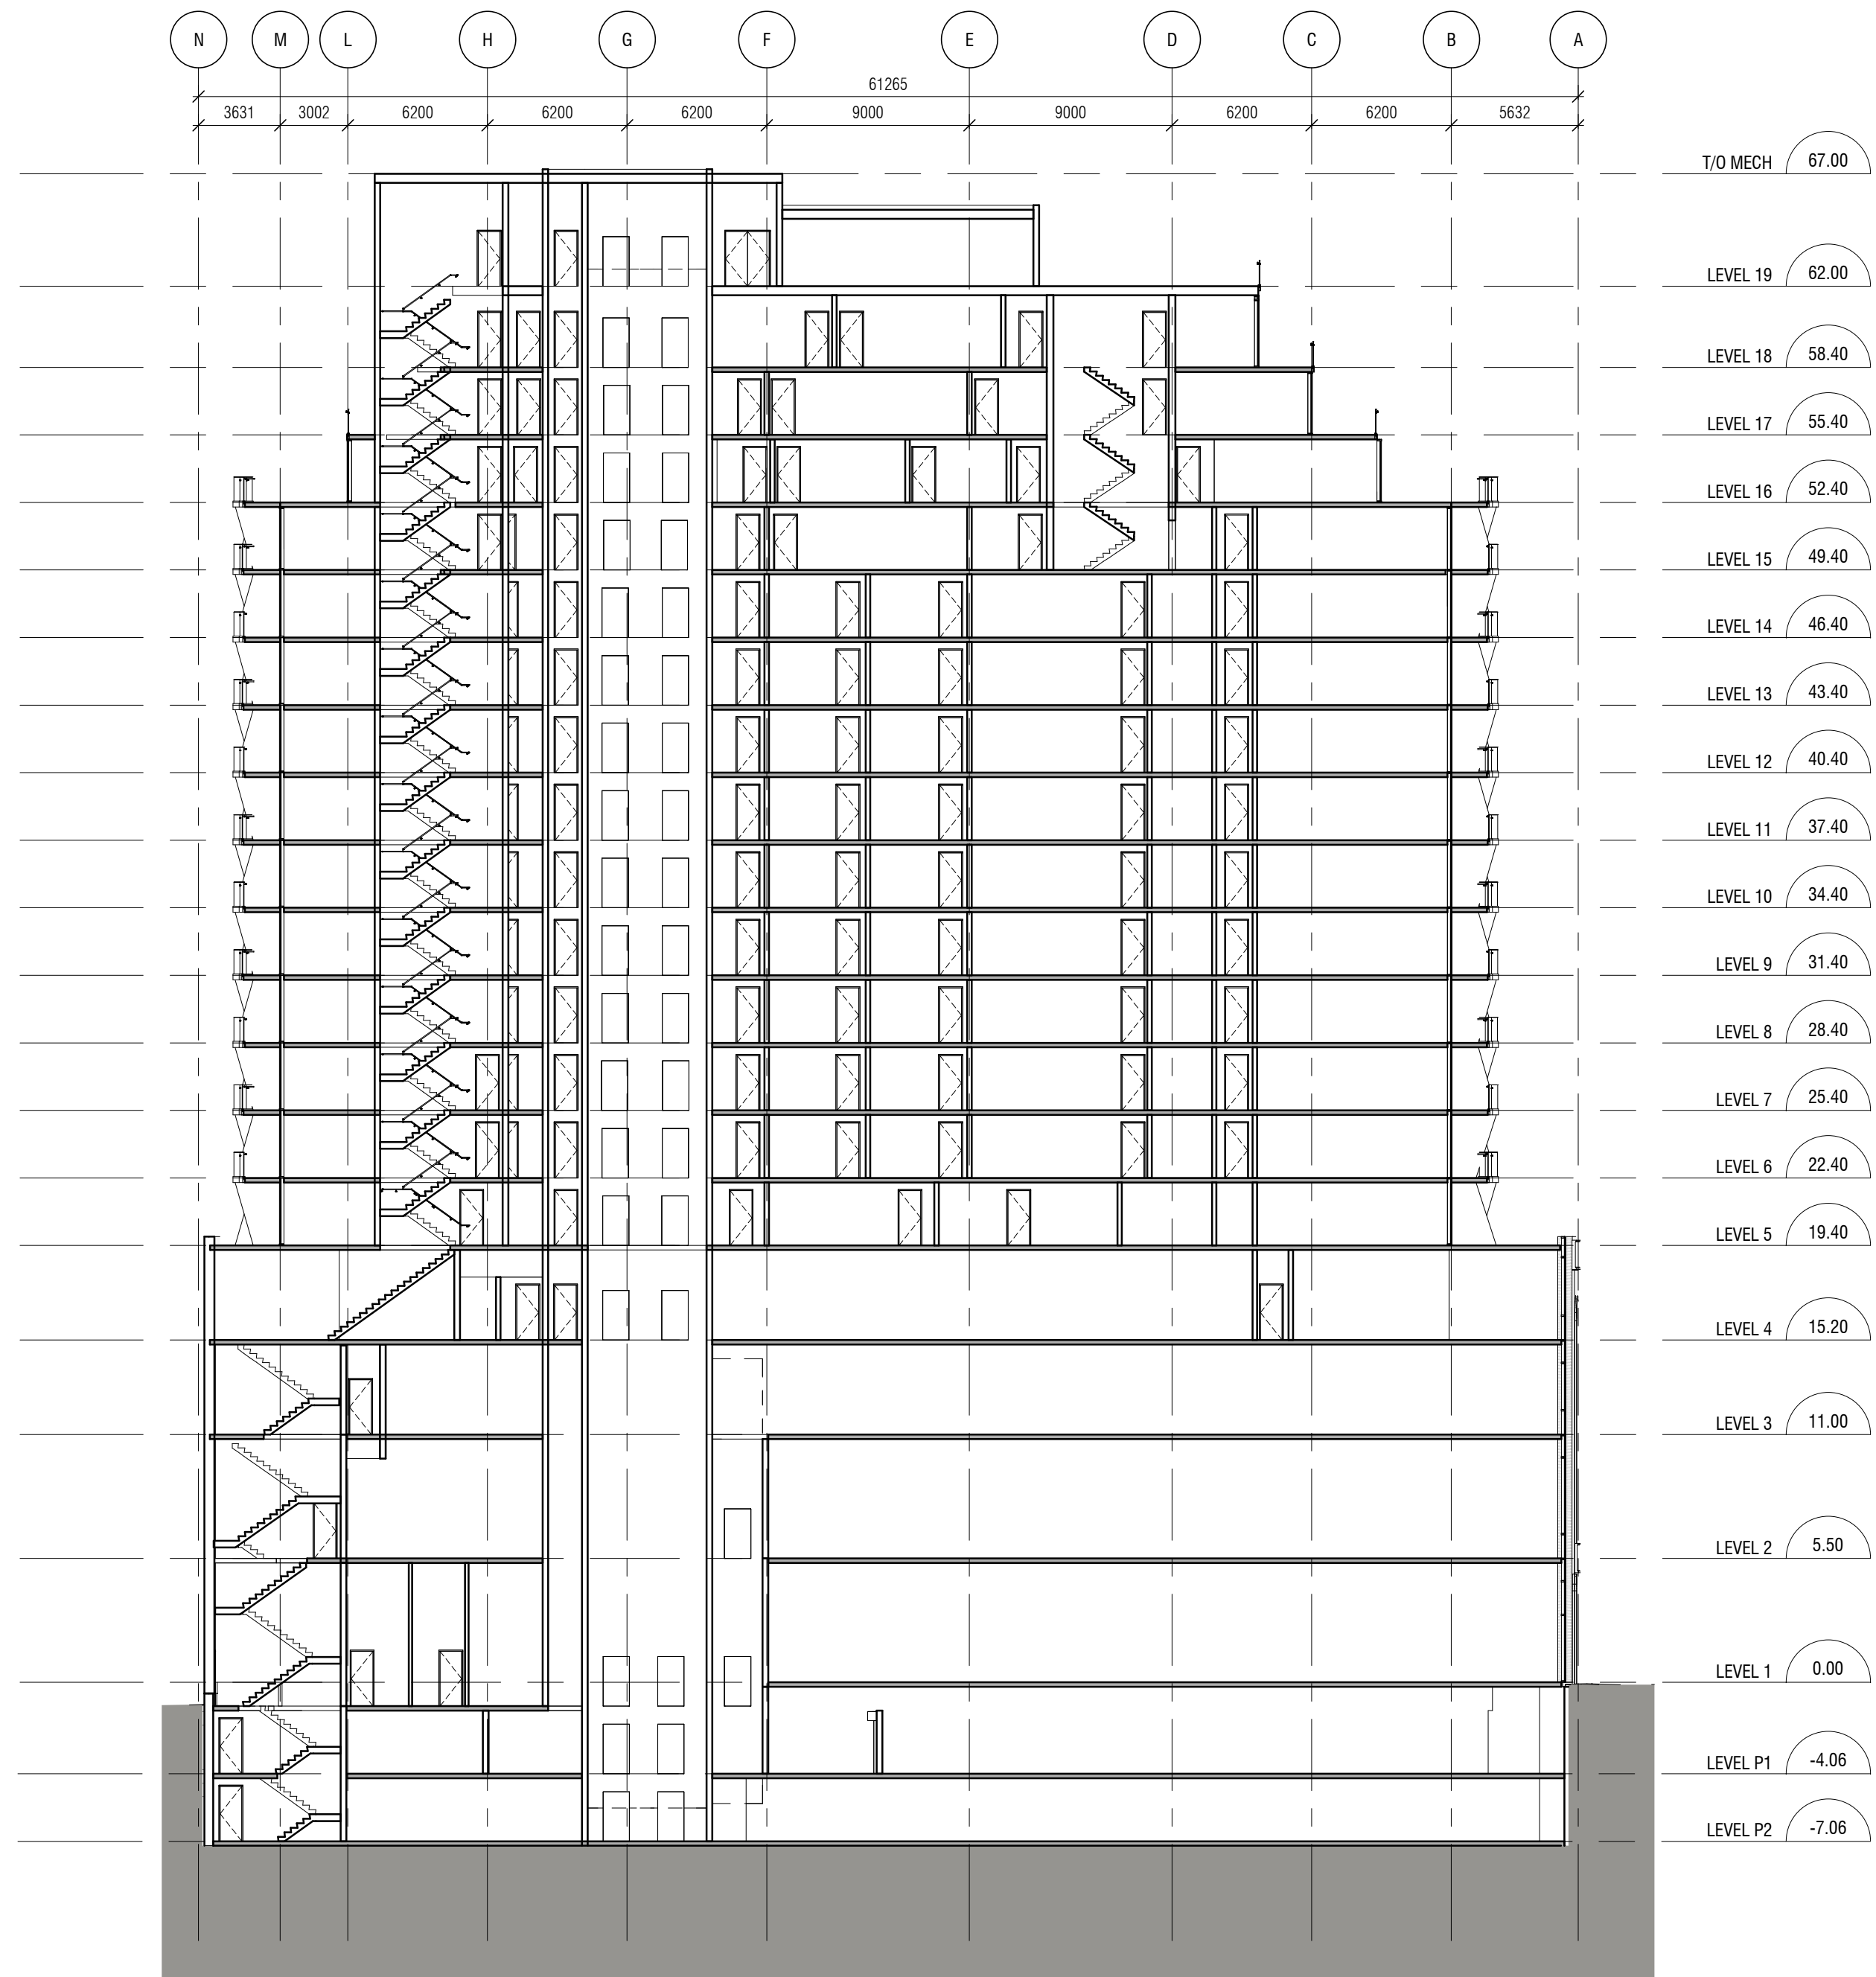 N M L H G F E D C B A
61265
3631 3002 6200 6200 6200 9000 9000 6200 6200 5632
T/O MECH 67.00
LEVEL 19 62.00
LEVEL 18 58.40
LEVEL 17 55.40
LEVEL 16 52.40
LEVEL 15 49.40
LEVEL 14 46.40
LEVEL 13 43.40
LEVEL 12 40.40
LEVEL 11 37.40
LEVEL 10 34.40
LEVEL 9 31.40
LEVEL 8 28.40
LEVEL 7 25.40
LEVEL 6 22.40
LEVEL 5 19.40
LEVEL 4 15.20
LEVEL 3 11.00
LEVEL 2 5.50
LEVEL 1 0.00
LEVEL P1 -4.06
LEVEL P2 -7.06